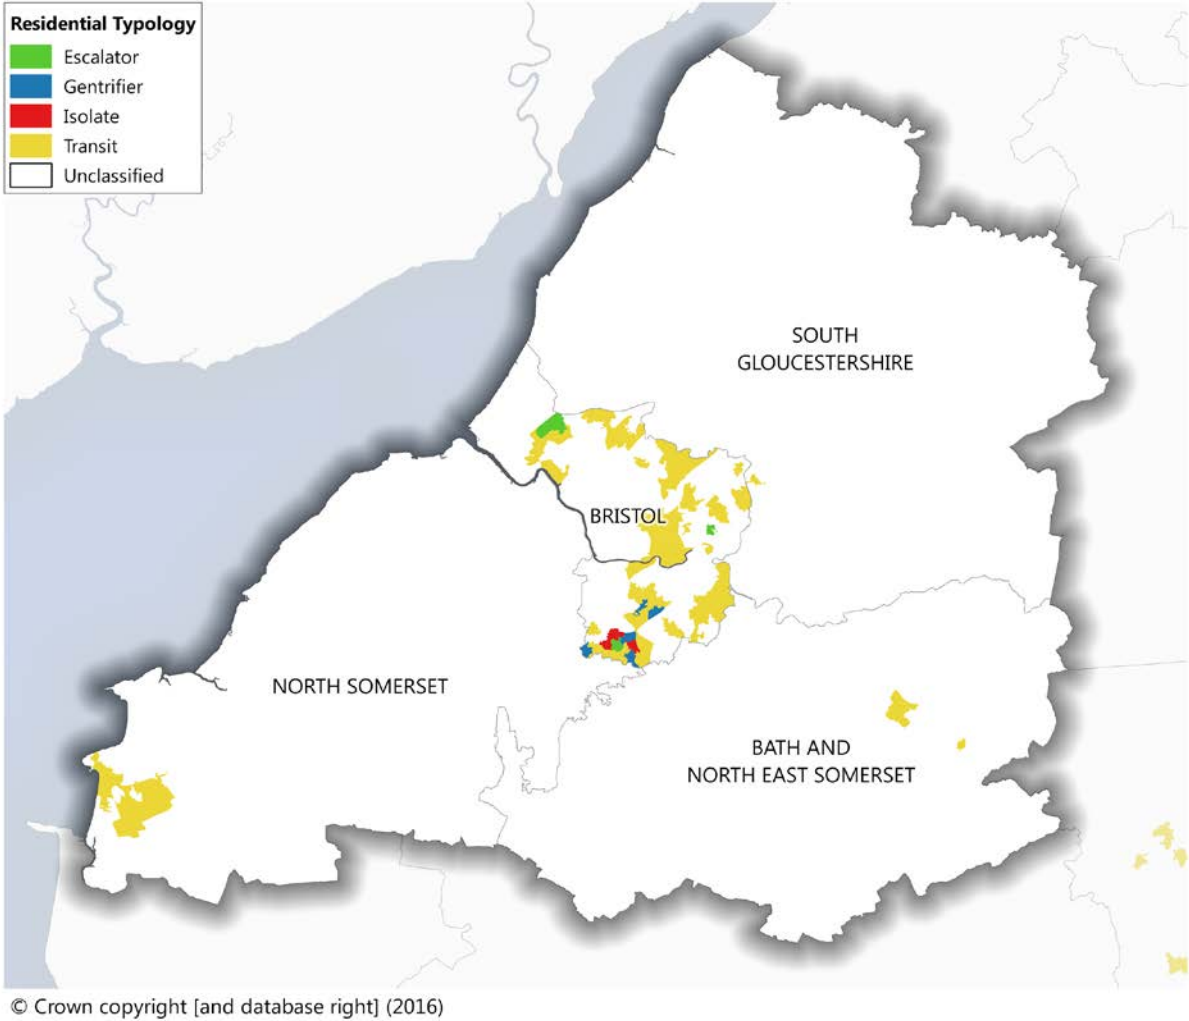 Residential Typology
Escalator
Gentrifier
Isolate
Transit
Unclassified
SOUTH
GLOUCESTERSHIRE
BRISTOL
NORTH SOMERSET
BATH AND
NORTH EAST SOMERSET
© Crown copyright [and database right] (2016)